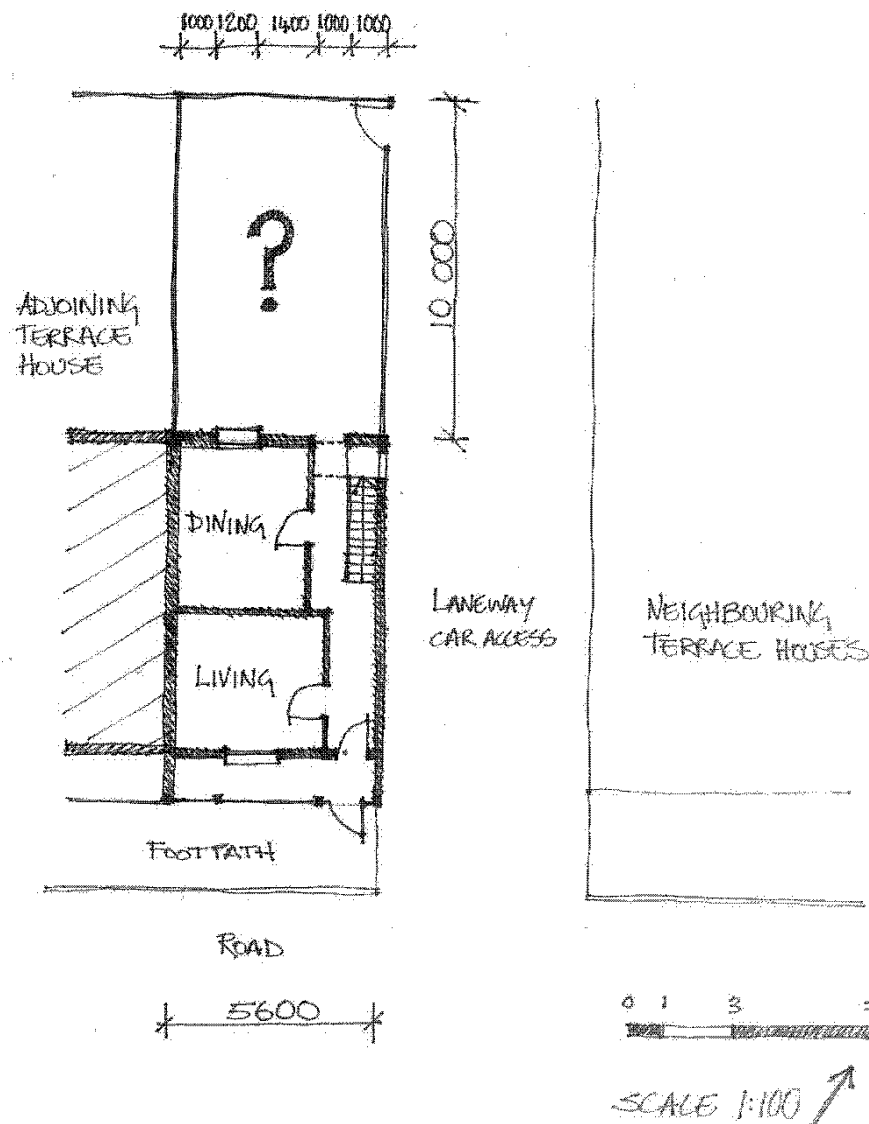 1000 1200 1400 1000 1000
10 000
?
ADJOINING
TERRACE
HOUSE
DINING
LIVING
LANEWAY
CAR ACCESS
NEIGHBOURING
TERRACE HOUSES
FOOTPATH
ROAD
5600
0 1 3
SCALE 1:100